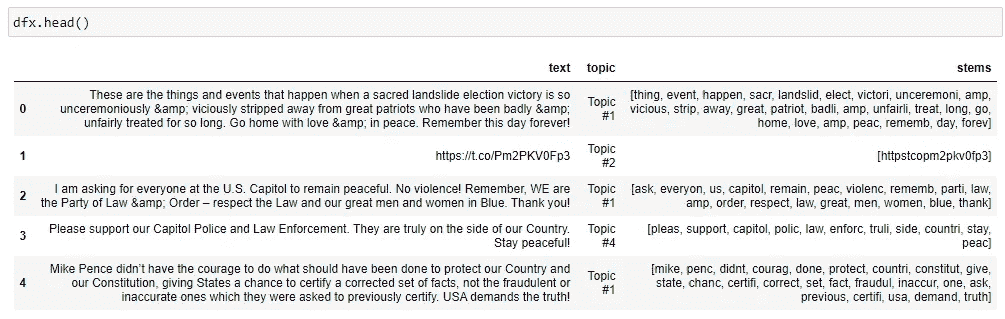 dfx.head()
text topic stems
These are the things and events that happen when a sacred landslide election victory is so [thing, event, happen, sacr, landslid, elect, victori, unceremoni, amp,
0 unceremoniously &amp; viciously stripped away from great patriots who have been badly &amp; Topic #1 vicious, strip, away, great, patriot, badli, amp, unfairli, treat, long, go,
unfairly treated for so long. Go home with love &amp; in peace. Remember this day forever! home, love, amp, peac, rememb, day, forev]
1 https://t.co/Pm2PKV0Fp3 Topic #2 [httpstcopm2pkv0fp3]
I am asking for everyone at the U.S. Capitol to remain peaceful. No violence! Remember, WE are Topic [ask, everyon, us, capitol, remain, peac, violenc, rememb, parti, law,
2 the Party of Law &amp; Order – respect the Law and our great men and women in Blue. Thank you! #1 amp, order, respect, law, great, men, women, blue, thank]
Please support our Capitol Police and Law Enforcement. They are truly on the side of our Country. Topic [pleas, support, capitol, polic, law, enforc, truli, side, countri, stay,
3 Stay peaceful! #4 peac]
Mike Pence didn’t have the courage to do what should have been done to protect our Country and [mike, penc, didnt, courag, done, protect, countri, constitut, give,
4 our Constitution, giving States a chance to certify a corrected set of facts, not the fraudulent or Topic #1 state, chanc, certifi, correct, set, fact, fraudul, inaccur, one, ask,
inaccurate ones which they were asked to previously certify. USA demands the truth! previous, certifi, usa, demand, truth]